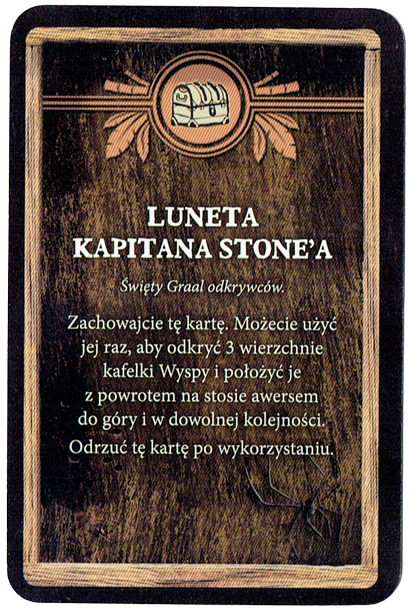 LUNETA
KAPITANA STONE'A
Święty Graal odkrywców.
Zachowajcie tę kartę. Możecie użyć
jej raz, aby odkryć 3 wierzchnie
kafelki Wyspy i położyć je
z powrotem na stosie awersem
do góry i w dowolnej kolejności.
Odrzuć tę kartę po wykorzystaniu.